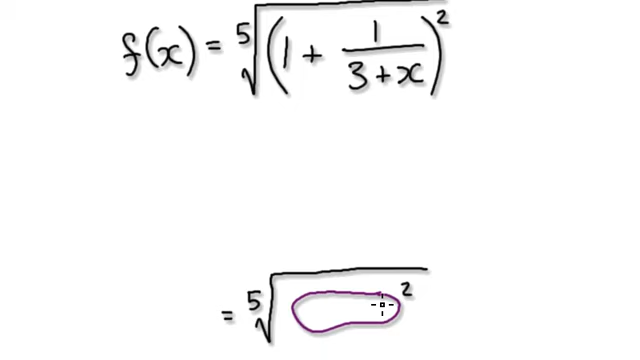 f(x) = ⁵√(1 + 1/(3+x))²
= ⁵√ ²